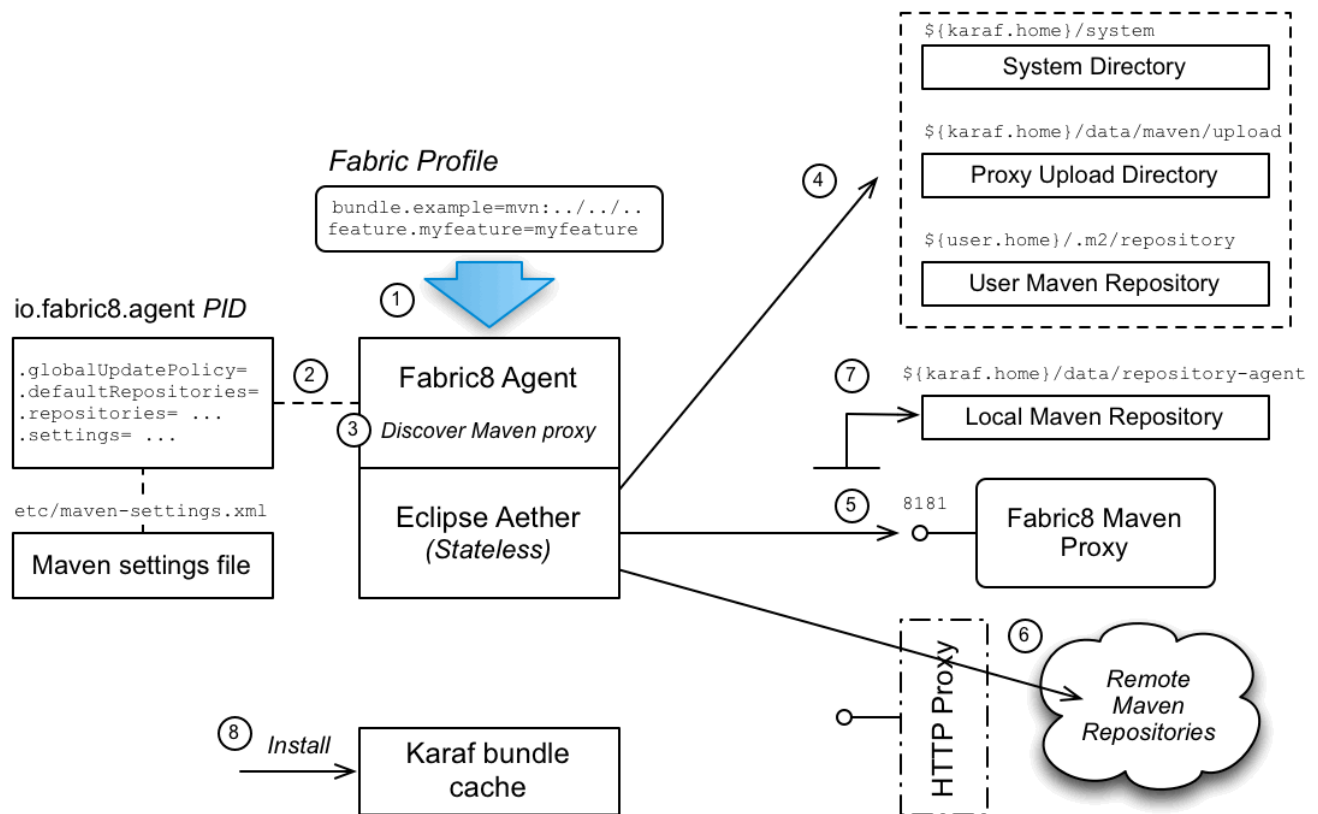 ${karaf.home}/system
System Directory
${karaf.home}/data/maven/upload
Proxy Upload Directory
${user.home}/.m2/repository
User Maven Repository
4
Fabric Profile
bundle.example=mvn:../../..
feature.myfeature=myfeature
1
io.fabric8.agent PID
.globalUpdatePolicy=
.defaultRepositories=
.repositories= ...
.settings= ...
2
Fabric8 Agent
3
Discover Maven proxy
7
${karaf.home}/data/repository-agent
Local Maven Repository
etc/maven-settings.xml
Maven settings file
Eclipse Aether
(Stateless)
5
8181
Fabric8 Maven
Proxy
HTTP Proxy
6
Remote
Maven
Repositories
8
Install
Karaf bundle
cache